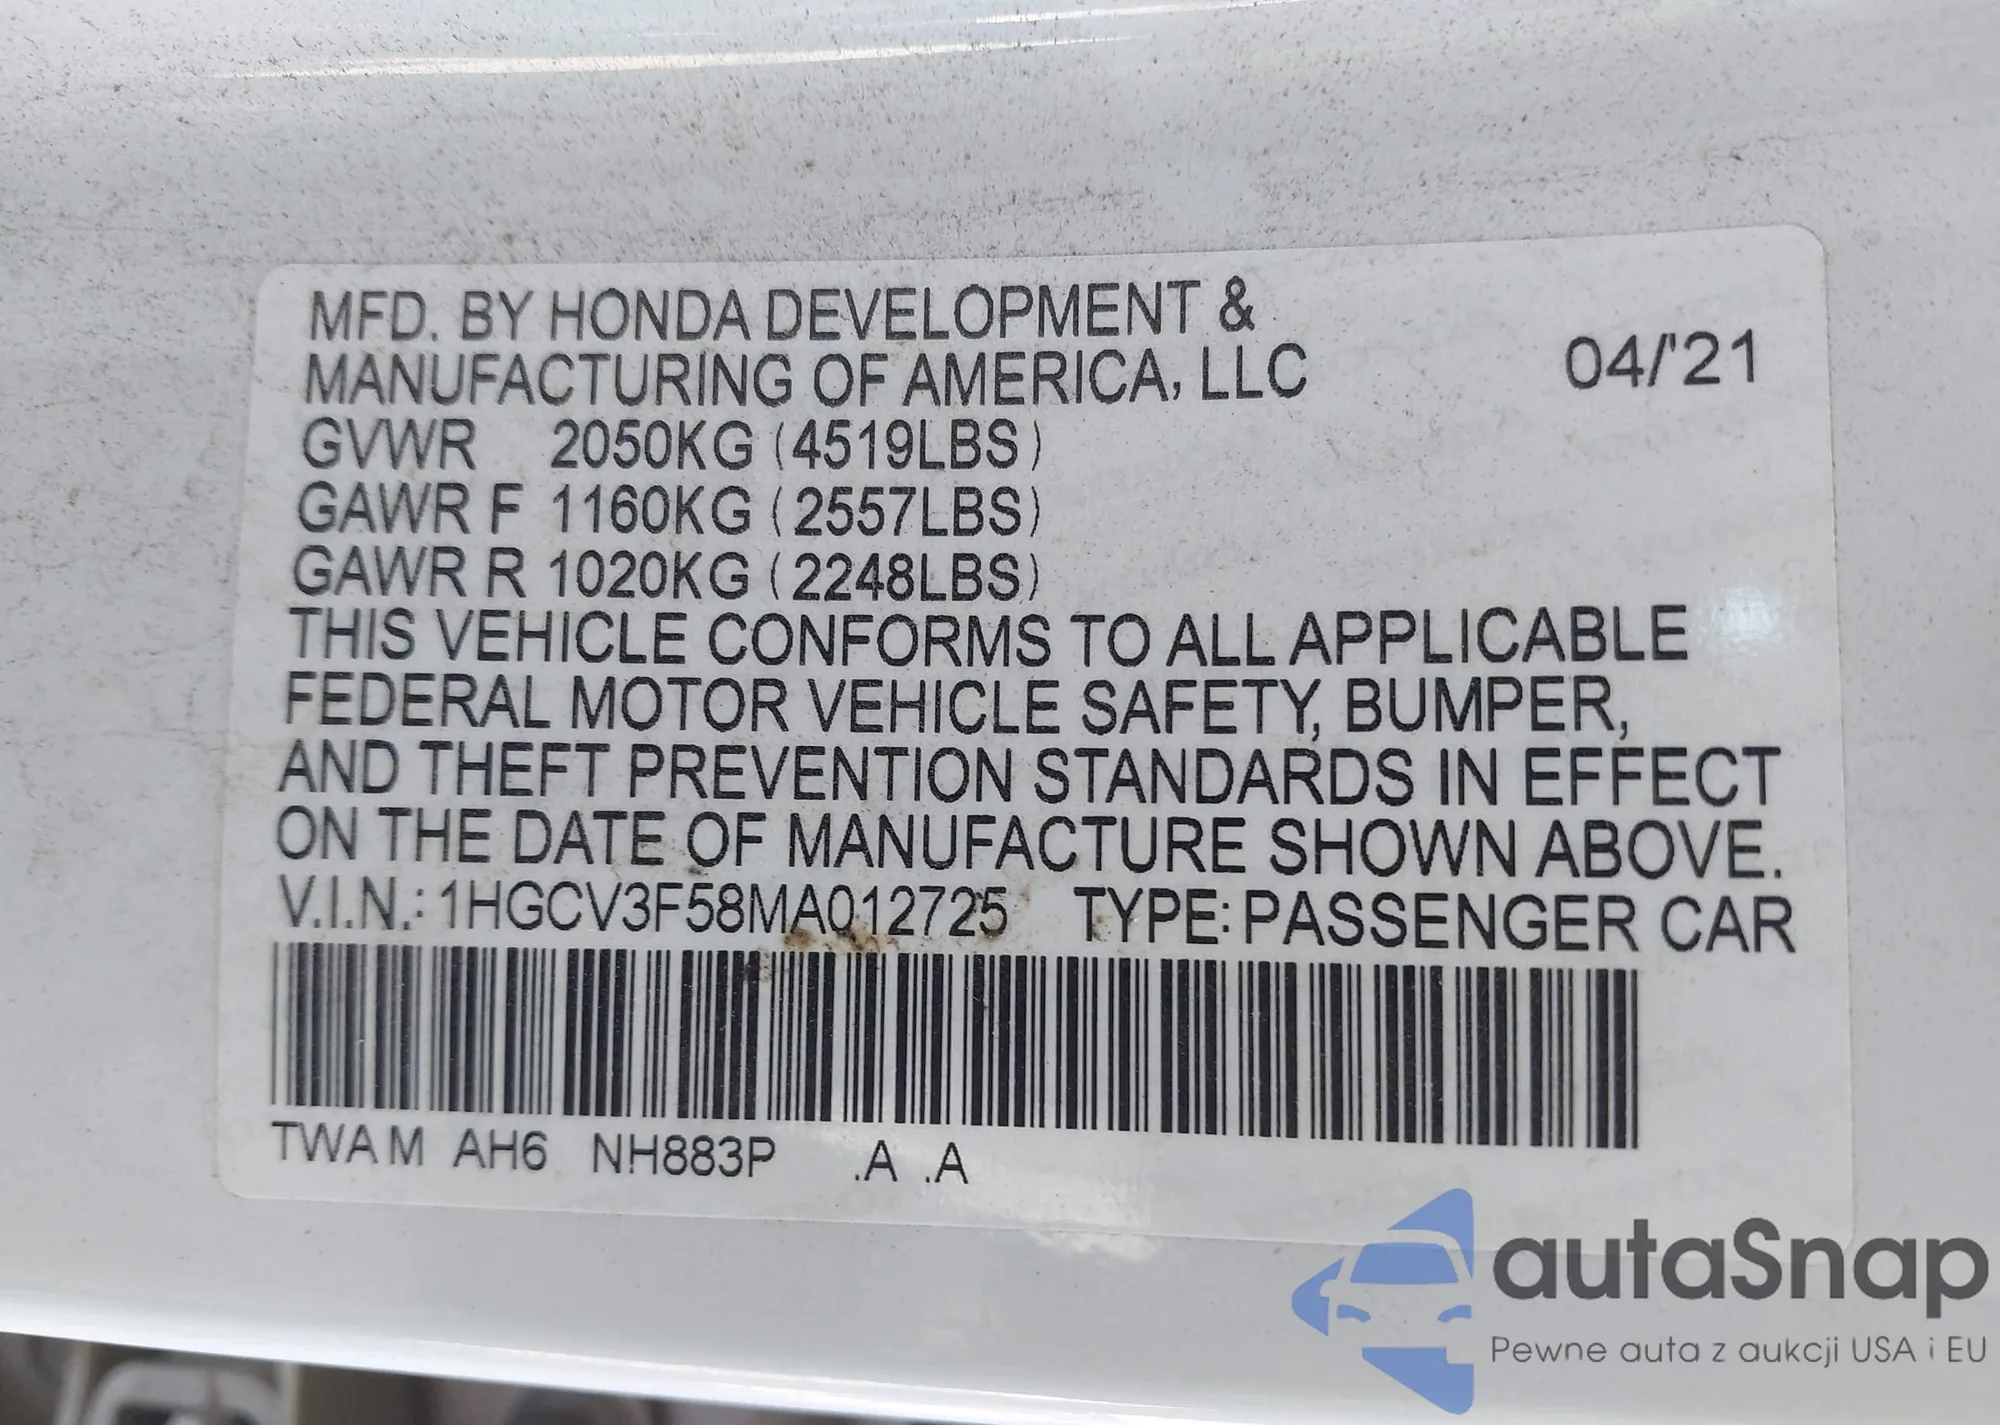 MFD. BY HONDA DEVELOPMENT &
MANUFACTURING OF AMERICA, LLC
04/'21
GVWR 2050KG (4519LBS)
GAWR F 1160KG (2557LBS)
GAWR R 1020KG (2248LBS)
THIS VEHICLE CONFORMS TO ALL APPLICABLE
FEDERAL MOTOR VEHICLE SAFETY, BUMPER,
AND THEFT PREVENTION STANDARDS IN EFFECT
ON THE DATE OF MANUFACTURE SHOWN ABOVE.
V.I.N.: 1HGCV3F58MA012725 TYPE: PASSENGER CAR
TWAM AH6 NH883P .A .A
autaSnap
Pewne auta z aukcji USA i EU